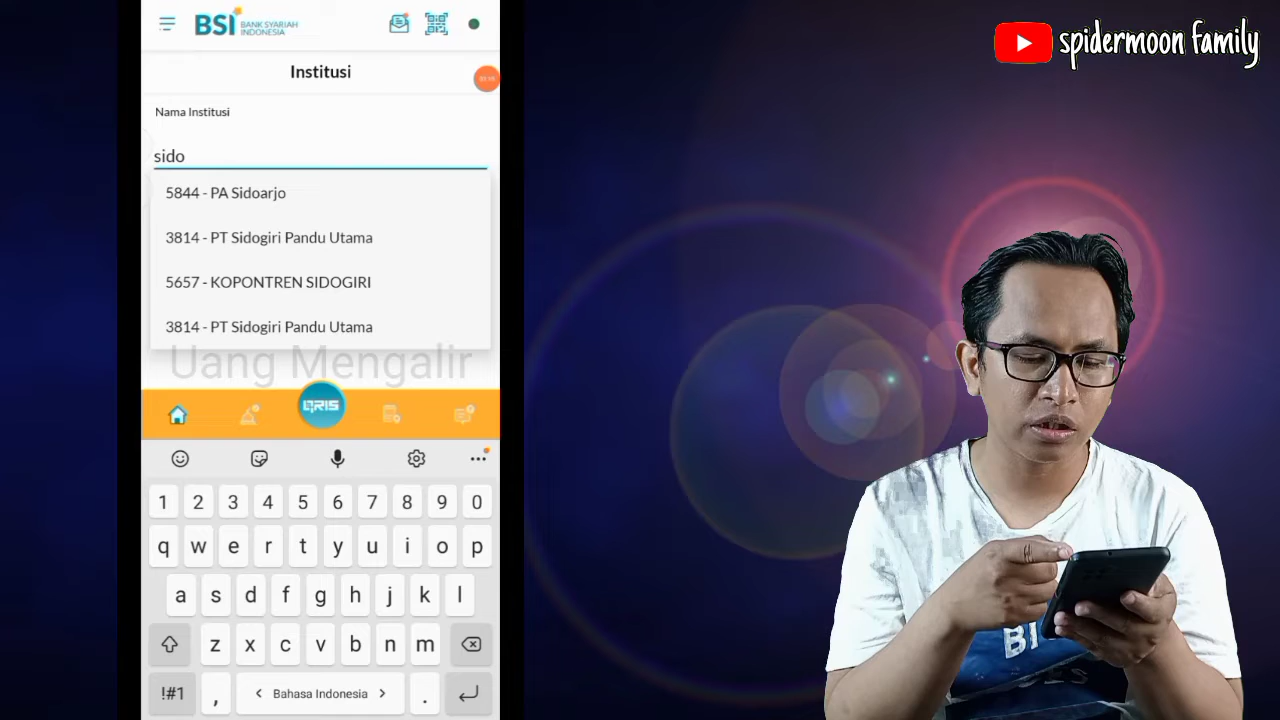 BSI BANK SYARIAH
INDONESIA
spidermoon family
Institusi
Nama Institusi
sido
5844 - PA Sidoarjo
3814 - PT Sidogiri Pandu Utama
5657 - KOPONTREN SIDOGIRI
3814 - PT Sidogiri Pandu Utama
Uang Mengalir
QRIS
1 2 3 4 5 6 7 8 9 0
q w e r t y u i o p
a s d f g h j k l
z x c v b n m
!#1 , < Bahasa Indonesia > .